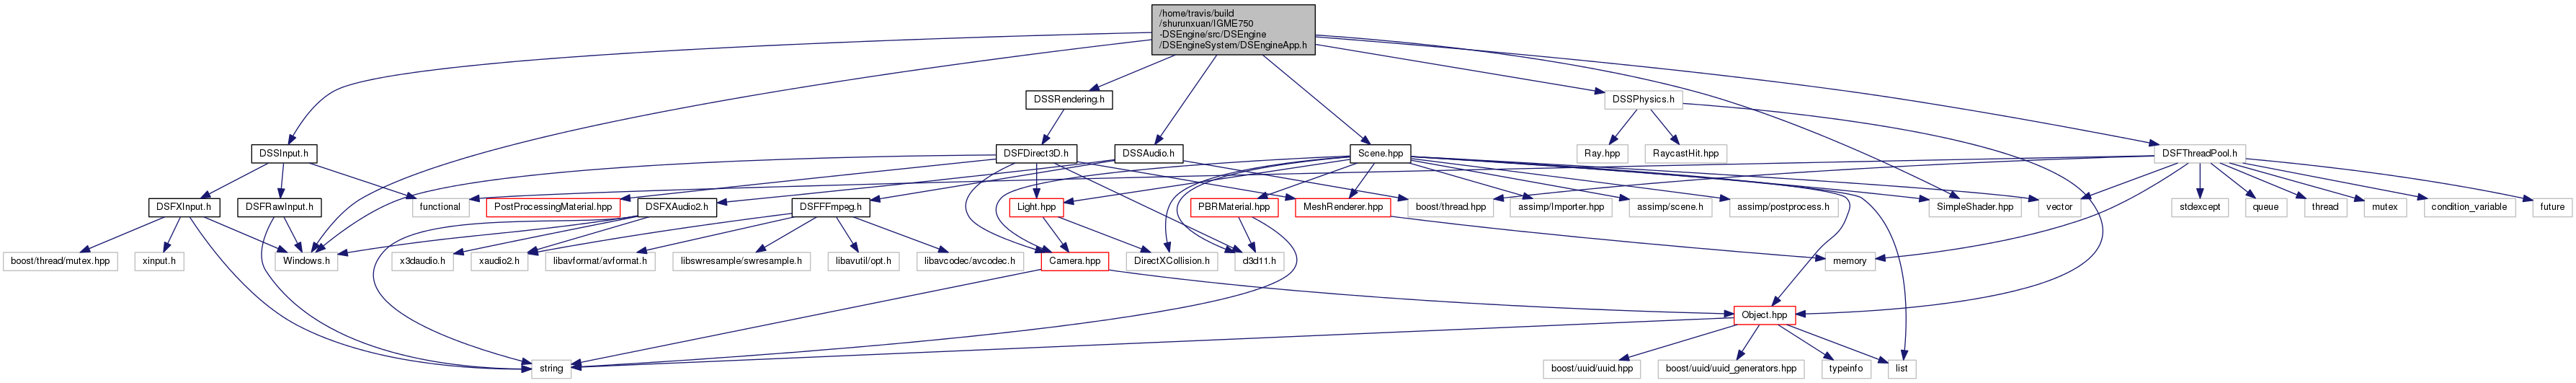 /home/travis/build
/shurunxuan/IGME750
-DSEngine/src/DSEngine
/DSEngineSystem/DSEngineApp.h
DSSRendering.h
DSSPhysics.h
DSSInput.h
DSFDirect3D.h
DSSAudio.h
Scene.hpp
Ray.hpp
RaycastHit.hpp
DSFThreadPool.h
DSFXInput.h
DSFRawInput.h
functional
PostProcessingMaterial.hpp
DSFXAudio2.h
DSFFFmpeg.h
Light.hpp
PBRMaterial.hpp
MeshRenderer.hpp
boost/thread.hpp
assimp/Importer.hpp
assimp/scene.h
assimp/postprocess.h
SimpleShader.hpp
vector
stdexcept
queue
thread
mutex
condition_variable
future
boost/thread/mutex.hpp
xinput.h
Windows.h
x3daudio.h
xaudio2.h
libavformat/avformat.h
libswresample/swresample.h
libavutil/opt.h
libavcodec/avcodec.h
Camera.hpp
DirectXCollision.h
d3d11.h
memory
Object.hpp
string
boost/uuid/uuid.hpp
boost/uuid/uuid_generators.hpp
typeinfo
list